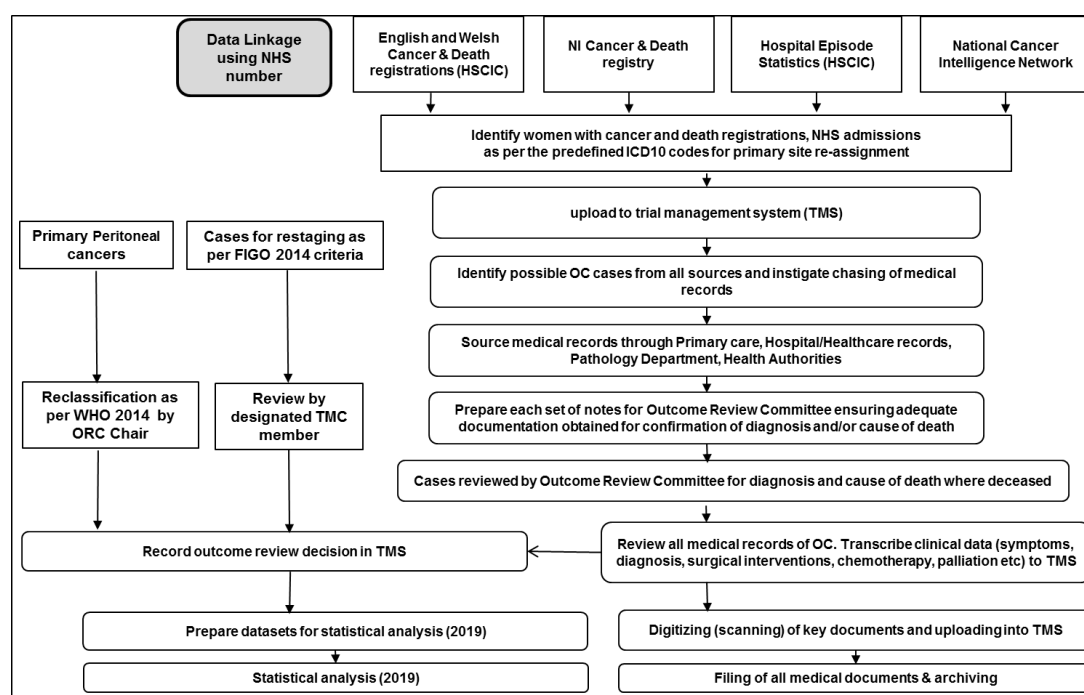 Data Linkage
using NHS
number
English and Welsh
Cancer & Death
registrations (HSCIC)
NI Cancer & Death
registry
Hospital Episode
Statistics (HSCIC)
National Cancer
Intelligence Network
Identify women with cancer and death registrations, NHS admissions
as per the predefined ICD10 codes for primary site re-assignment
upload to trial management system (TMS)
Primary Peritoneal
cancers
Cases for restaging as
per FIGO 2014 criteria
Identify possible OC cases from all sources and instigate chasing of medical
records
Source medical records through Primary care, Hospital/Healthcare records,
Pathology Department, Health Authorities
Reclassification as
per WHO 2014 by
ORC Chair
Review by
designated TMC
member
Prepare each set of notes for Outcome Review Committee ensuring adequate
documentation obtained for confirmation of diagnosis and/or cause of death
Cases reviewed by Outcome Review Committee for diagnosis and cause of death where deceased
Record outcome review decision in TMS
Review all medical records of OC. Transcribe clinical data (symptoms,
diagnosis, surgical interventions, chemotherapy, palliation etc) to TMS
Prepare datasets for statistical analysis (2019)
Digitizing (scanning) of key documents and uploading into TMS
Statistical analysis (2019)
Filing of all medical documents & archiving